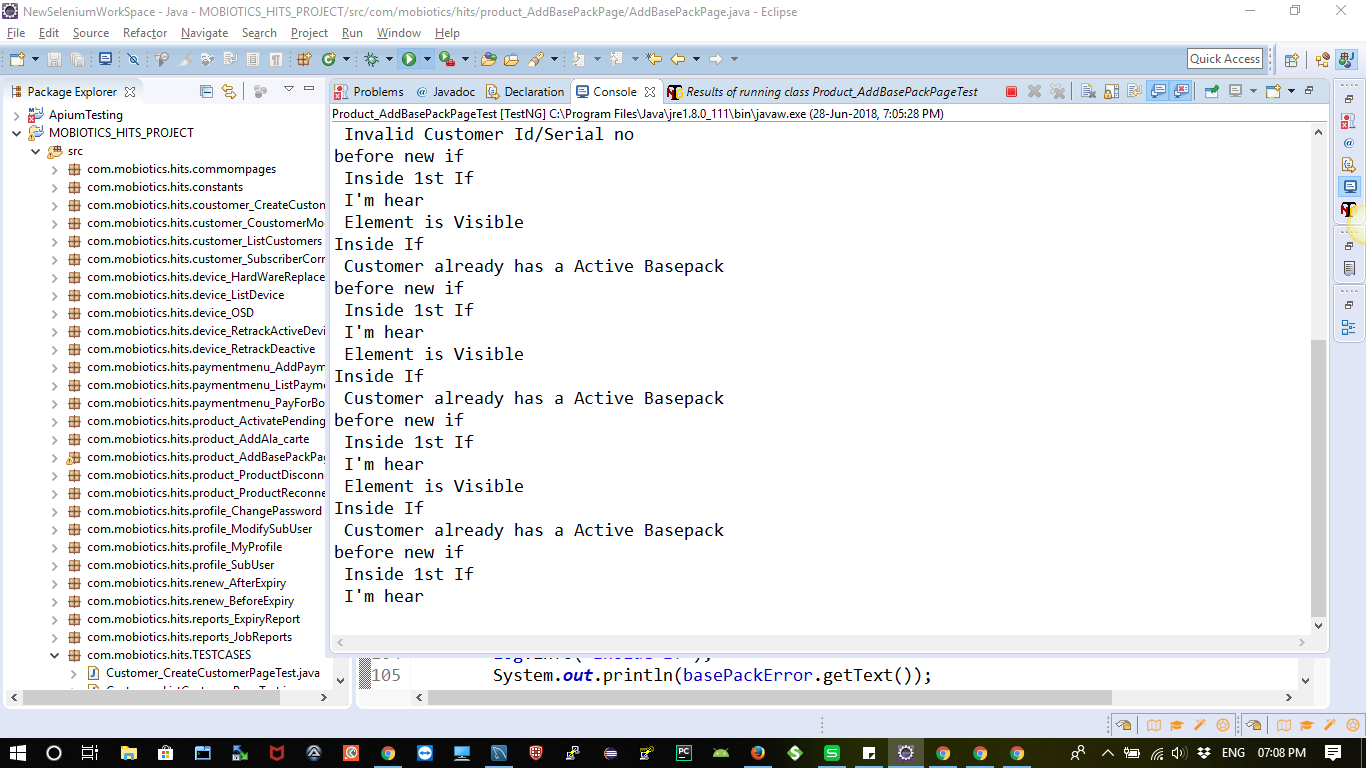 NewSeleniumWorkSpace - Java - MOBIOTICS_HITS_PROJECT/src/com/mobiotics/hits/product_AddBasePackPage/AddBasePackPage.java - Eclipse
File Edit Source Refactor Navigate Search Project Run Window Help
Quick Access
Package Explorer
ApiumTesting
MOBIOTICS_HITS_PROJECT
src
com.mobiotics.hits.commompages
com.mobiotics.hits.constants
com.mobiotics.hits.coustomer_CreateCuston
com.mobiotics.hits.customer_CoustomerMo
com.mobiotics.hits.customer_ListCustomers
com.mobiotics.hits.customer_SubscriberCorr
com.mobiotics.hits.device_HardWareReplace
com.mobiotics.hits.device_ListDevice
com.mobiotics.hits.device_OSD
com.mobiotics.hits.device_RetrackActiveDevi
com.mobiotics.hits.device_RetrackDeactive
com.mobiotics.hits.paymentmenu_AddPaym
com.mobiotics.hits.paymentmenu_ListPayme
com.mobiotics.hits.paymentmenu_PayForBo
com.mobiotics.hits.product_ActivatePending
com.mobiotics.hits.product_AddAla_carte
com.mobiotics.hits.product_AddBasePackPag
com.mobiotics.hits.product_ProductDisconn
com.mobiotics.hits.product_ProductReconne
com.mobiotics.hits.profile_ChangePassword
com.mobiotics.hits.profile_ModifySubUser
com.mobiotics.hits.profile_MyProfile
com.mobiotics.hits.profile_SubUser
com.mobiotics.hits.renew_AfterExpiry
com.mobiotics.hits.renew_BeforeExpiry
com.mobiotics.hits.reports_ExpiryReport
com.mobiotics.hits.reports_JobReports
com.mobiotics.hits.TESTCASES
Customer_CreateCustomerPageTest.java
Problems Javadoc Declaration Console Results of running class Product_AddBasePackPageTest
Product_AddBasePackPageTest [TestNG] C:\Program Files\Java\jre1.8.0_111\bin\javaw.exe (28-Jun-2018, 7:05:28 PM)
Invalid Customer Id/Serial no
before new if
Inside 1st If
I'm hear
Element is Visible
Inside If
Customer already has a Active Basepack
before new if
Inside 1st If
I'm hear
Element is Visible
Inside If
Customer already has a Active Basepack
before new if
Inside 1st If
I'm hear
Element is Visible
Inside If
Customer already has a Active Basepack
before new if
Inside 1st If
I'm hear
105 System.out.println(basePackError.getText());
ENG 07:08 PM